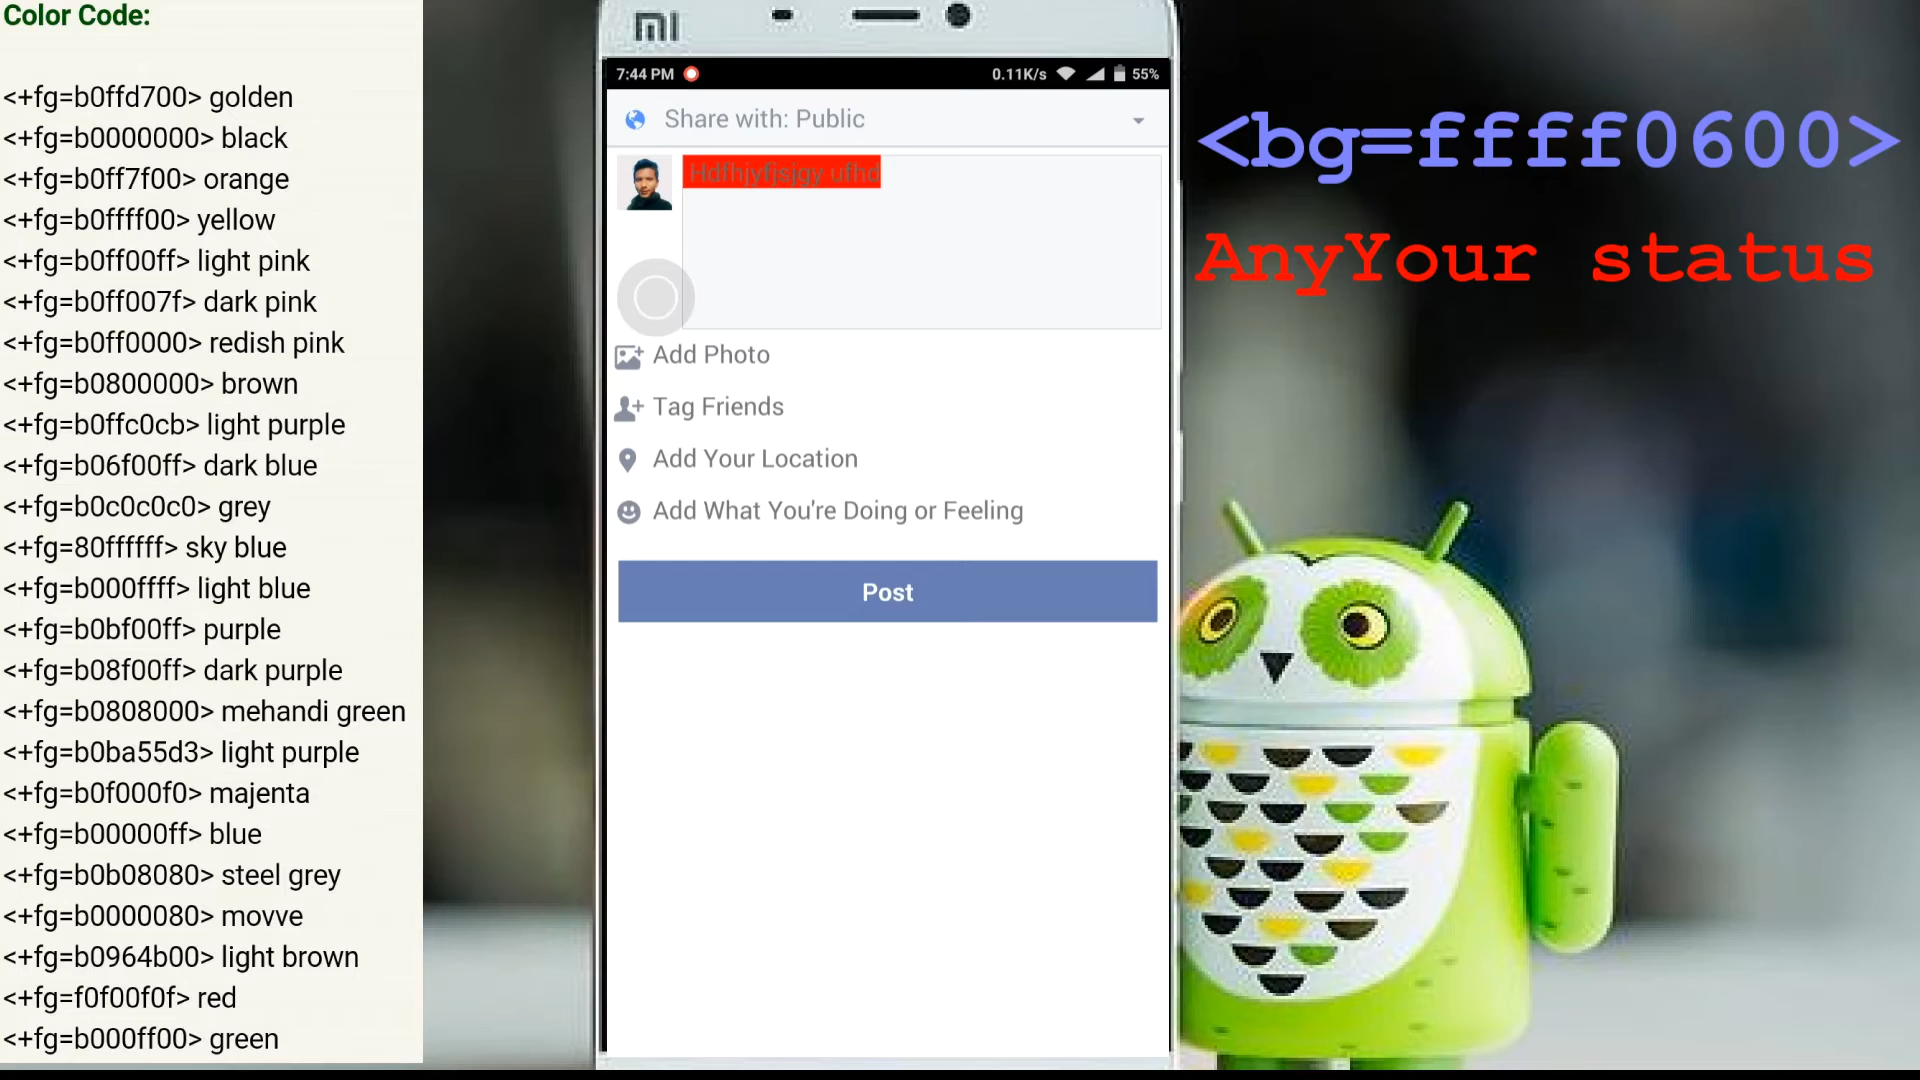 Color Code:
<+fg=b0ffd700> golden
<+fg=b0000000> black
<+fg=b0ff7f00> orange
<+fg=b0ffff00> yellow
<+fg=b0ff00ff> light pink
<+fg=b0ff007f> dark pink
<+fg=b0ff0000> redish pink
<+fg=b0800000> brown
<+fg=b0ffc0cb> light purple
<+fg=b06f00ff> dark blue
<+fg=b0c0c0c0> grey
<+fg=80ffffff> sky blue
<+fg=b000ffff> light blue
<+fg=b0bf00ff> purple
<+fg=b08f00ff> dark purple
<+fg=b0808000> mehandi green
<+fg=b0ba55d3> light purple
<+fg=b0f000f0> majenta
<+fg=b00000ff> blue
<+fg=b0b08080> steel grey
<+fg=b0000080> movve
<+fg=b0964b00> light brown
<+fg=f0f00f0f> red
<+fg=b000ff00> green
mi
7:44 PM 0.11K/s 55%
Share with: Public
Hdfhjyfjsjgy ufhd
Add Photo
Tag Friends
Add Your Location
Add What You're Doing or Feeling
Post
<bg=ffff0600>
AnyYour status